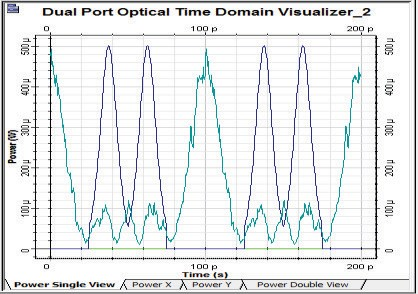 Dual Port Optical Time Domain Visualizer_2
0 100 p 200 p
500 µ 500 µ
400 µ 400 µ
300 µ 300 µ
200 µ 200 µ
100 µ 100 µ
0 0
Power (W)
0 100 p 200 p
Time (s)
Power Single View Power X Power Y Power Double View